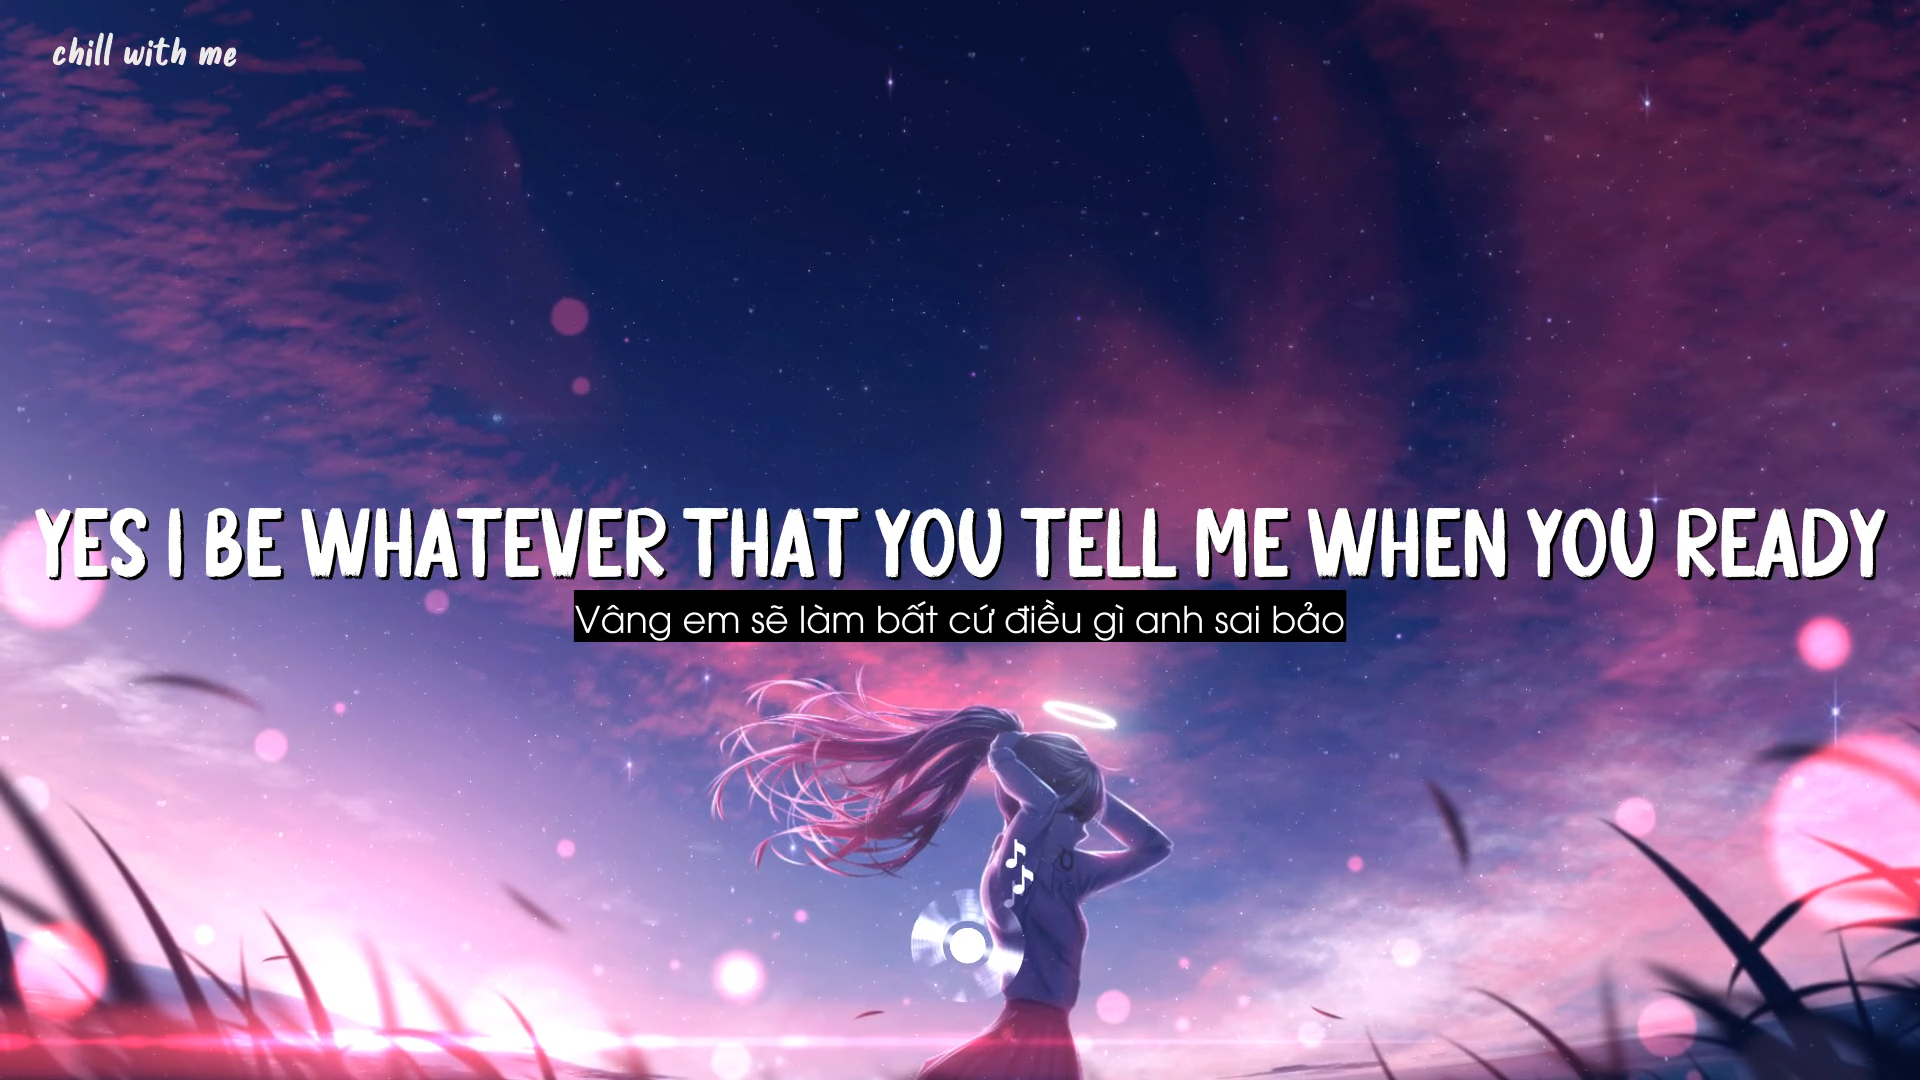 chill with me
YES I BE WHATEVER THAT YOU TELL ME WHEN YOU READY
Vâng em sẽ làm bất cứ điều gì anh sai bảo